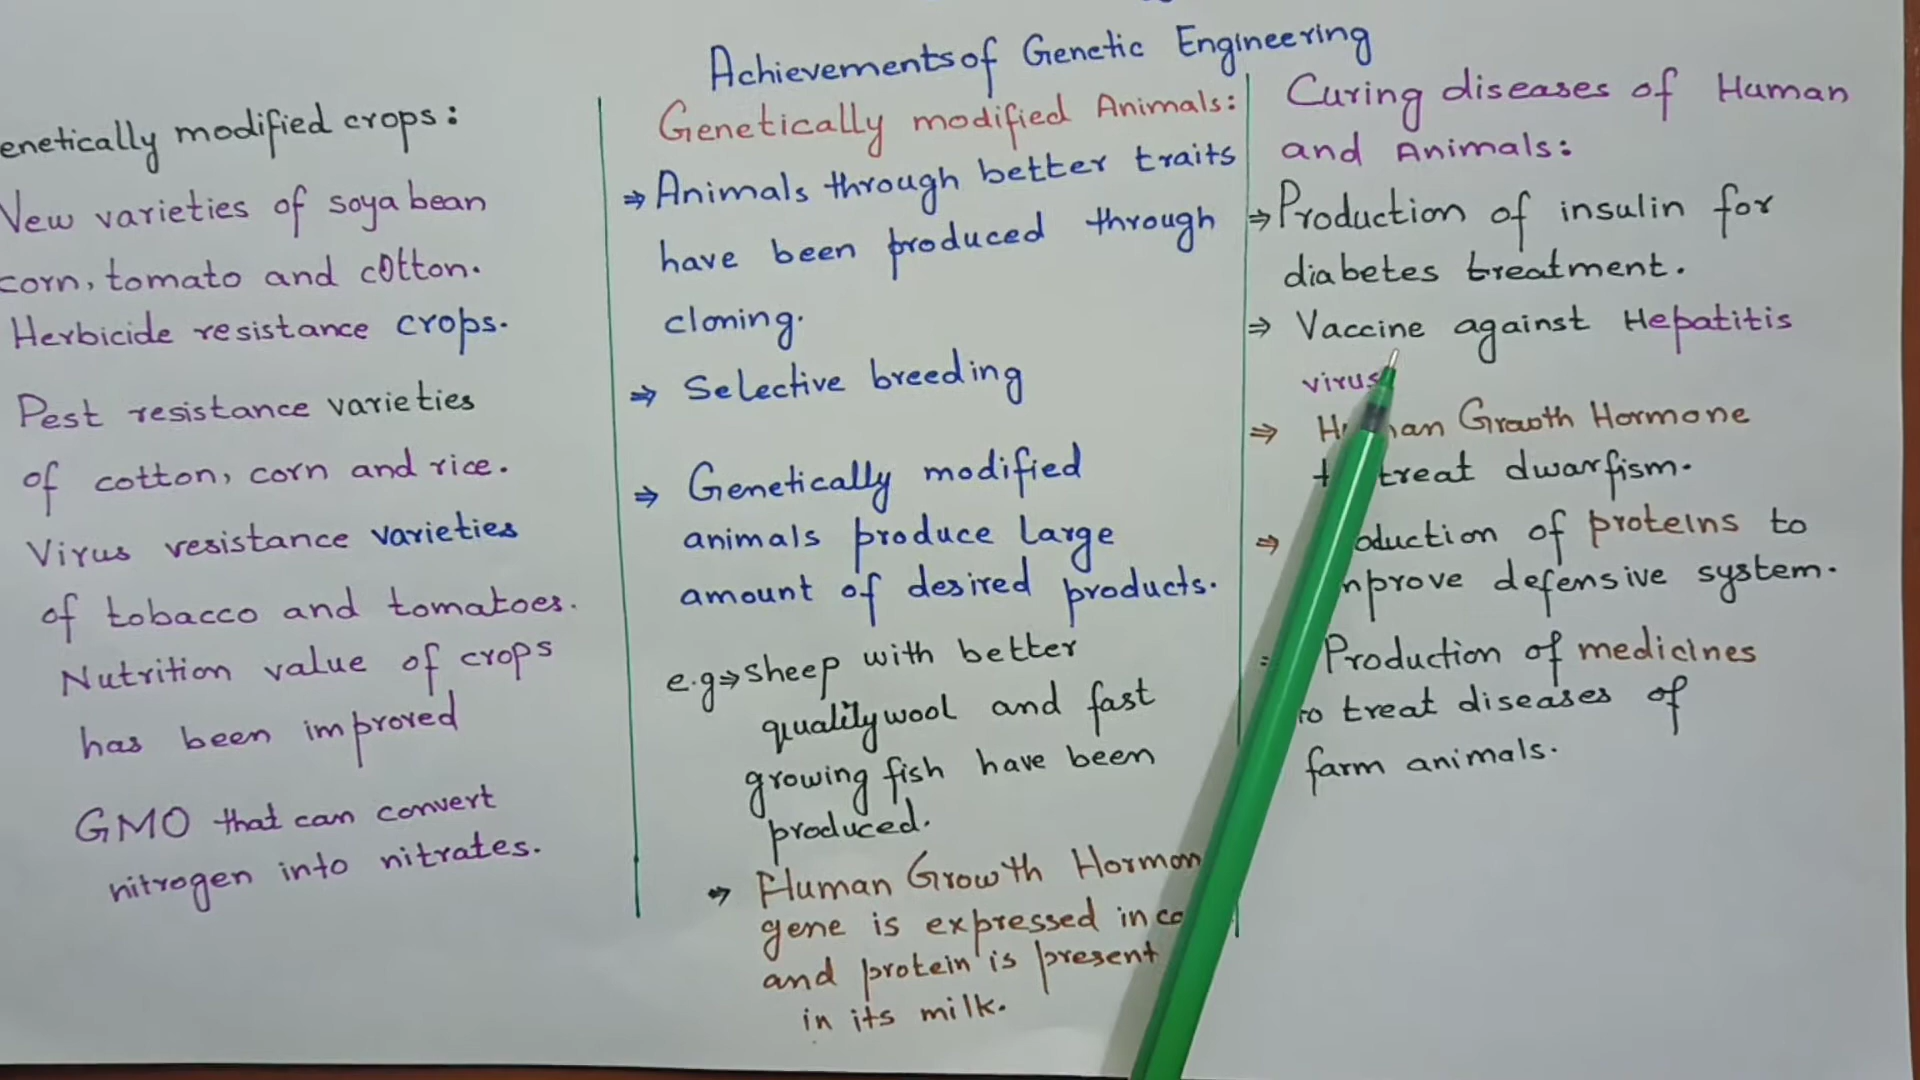 Achievements of Genetic Engineering
enetically modified crops:
New varieties of soya bean
corn, tomato and cotton.
Herbicide resistance crops.
Pest resistance varieties
of cotton, corn and rice.
Virus resistance varieties
of tobacco and tomatoes.
Nutrition value of crops
has been improved
GMO that can convert
nitrogen into nitrates.
Genetically modified Animals:
⇒ Animals through better traits
have been produced through
cloning.
⇒ Selective breeding
⇒ Genetically modified
animals produce large
amount of desired products.
e.g ⇒ sheep with better
quality wool and fast
growing fish have been
produced.
⇒ Human Growth Hormon
gene is expressed in co
and protein is present
in its milk.
Curing diseases of Human
and Animals:
⇒ Production of insulin for
diabetes treatment.
⇒ Vaccine against Hepatitis
virus
⇒ Growth Hormone
treat dwarfism.
⇒ oduction of proteins to
mprove defensive system.
Production of medicines
to treat diseases of
farm animals.